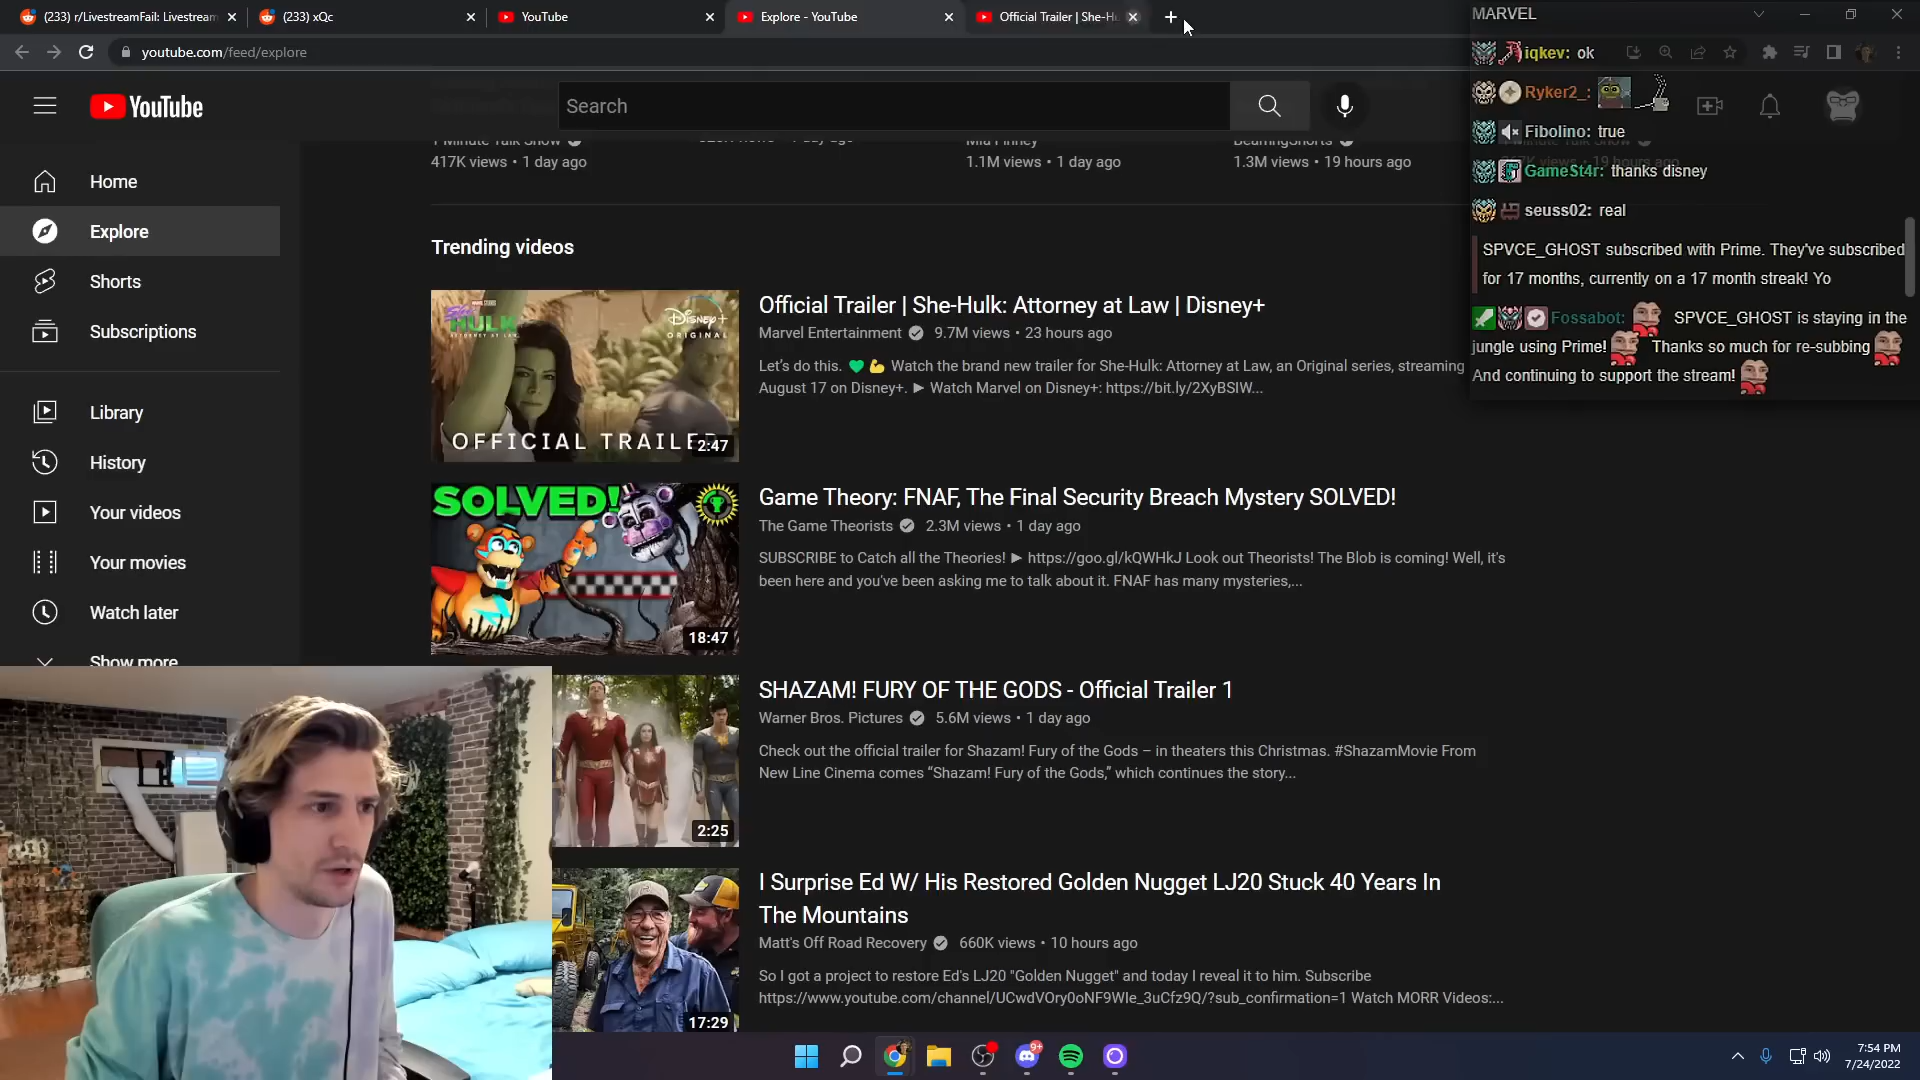 (233) r/LivestreamFail: Livestream
(233) xQc
YouTube
Explore - YouTube
Official Trailer | She-Hu
MARVEL
youtube.com/feed/explore
iqkev: ok
YouTube
Search
Ryker2_:
Fibolino: true
1 Minute Talk Show
Mia Finney
417K views • 1 day ago
1.1M views • 1 day ago
1.3M views • 19 hours ago
GameSt4r: thanks disney
seuss02: real
SPVCE_GHOST subscribed with Prime. They've subscribed
for 17 months, currently on a 17 month streak! Yo
Fossabot: SPVCE_GHOST is staying in the
jungle using Prime! Thanks so much for re-subbing
And continuing to support the stream!
Home
Explore
Shorts
Subscriptions
Library
History
Your videos
Your movies
Watch later
Show more
Trending videos
HULK
Disney+
ORIGINAL
OFFICIAL TRAILER
2:47
Official Trailer | She-Hulk: Attorney at Law | Disney+
Marvel Entertainment 9.7M views • 23 hours ago
Let's do this. 💚 💪 Watch the brand new trailer for She-Hulk: Attorney at Law, an Original series, streaming
August 17 on Disney+. ► Watch Marvel on Disney+: https://bit.ly/2XyBSIW...
SOLVED!
18:47
Game Theory: FNAF, The Final Security Breach Mystery SOLVED!
The Game Theorists 2.3M views • 1 day ago
SUBSCRIBE to Catch all the Theories! ► https://goo.gl/kQWHkJ Look out Theorists! The Blob is coming! Well, it's
been here and you've been asking me to talk about it. FNAF has many mysteries,...
2:25
SHAZAM! FURY OF THE GODS - Official Trailer 1
Warner Bros. Pictures 5.6M views • 1 day ago
Check out the official trailer for Shazam! Fury of the Gods – in theaters this Christmas. #ShazamMovie From
New Line Cinema comes “Shazam! Fury of the Gods,” which continues the story...
17:29
I Surprise Ed W/ His Restored Golden Nugget LJ20 Stuck 40 Years In
The Mountains
Matt's Off Road Recovery 660K views • 10 hours ago
So I got a project to restore Ed's LJ20 "Golden Nugget" and today I reveal it to him. Subscribe
https://www.youtube.com/channel/UCwdVOry0oNF9WIe_3uCfz9Q/?sub_confirmation=1 Watch MORR Videos:...
9+
7:54 PM
7/24/2022